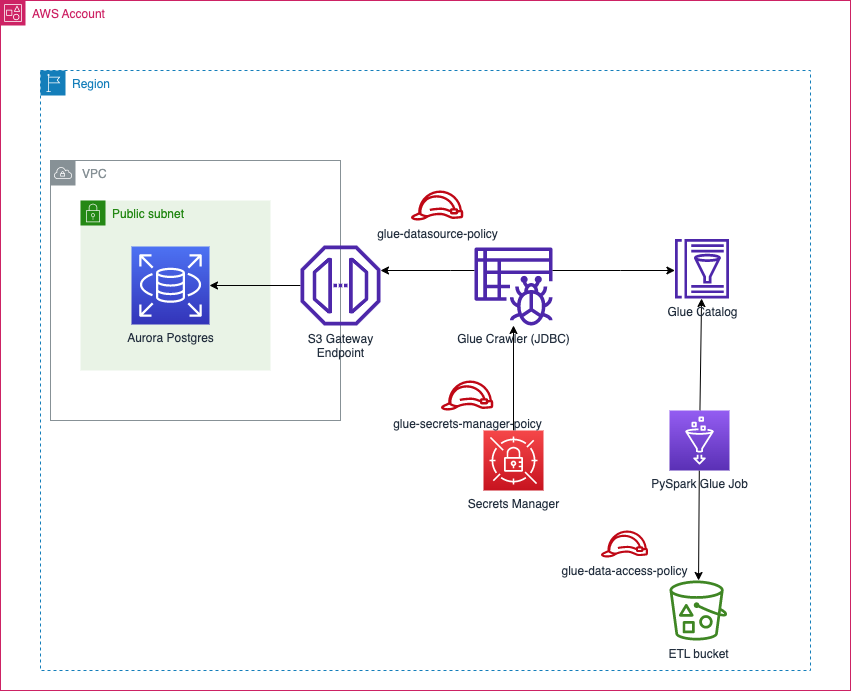 AWS Account
Region
VPC
Public subnet
glue-datasource-policy
Aurora Postgres
S3 Gateway
Endpoint
Glue Crawler (JDBC)
Glue Catalog
glue-secrets-manager-poicy
Secrets Manager
PySpark Glue Job
glue-data-access-policy
ETL bucket